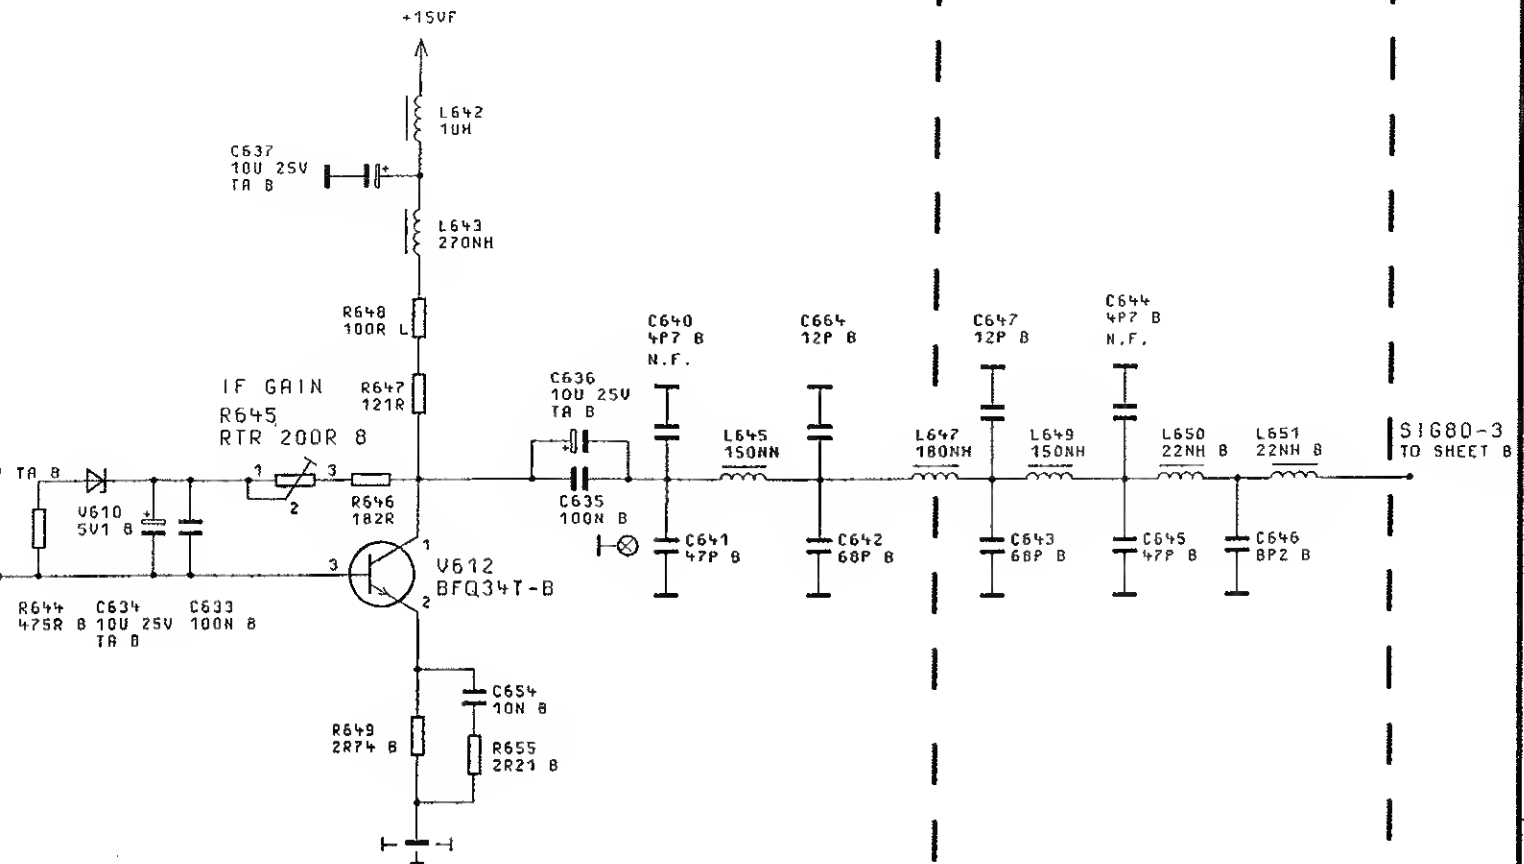 +15VF
L642
1UH
C637
10U 25V
TA B
L643
270NH
R648
100R L
R647
121R
IF GAIN
R645
RTR 200R B
1
3
2
R646
182R
C636
10U 25V
TA B
C635
100N B
C640
4P7 B
N.F.
C664
12P B
C647
12P B
C644
4P7 B
N.F.
L645
150NH
L647
180NH
L649
150NH
L650
22NH B
L651
22NH B
SIG80-3
TO SHEET B
TA B
V610
5V1 B
C641
47P B
C642
68P B
C643
68P B
C645
47P B
C646
8P2 B
1
3
2
V612
BFQ34T-B
R644
475R B
C634
10U 25V
TA B
C633
100N B
C654
10N B
R649
2R74 B
R655
2R21 B